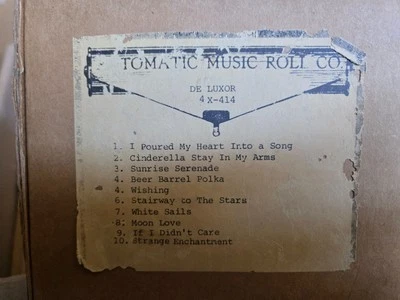 TOMATIC MUSIC ROLL CO
DE LUXOR
4X-414
1. I Poured My Heart Into a Song
2. Cinderella Stay In My Arms
3. Sunrise Serenade
4. Beer Barrel Polka
4. Wishing
6. Stairway co The Stars
7. White Sails
8. Moon Love
9. If I Didn't Care
10. Strange Enchantment